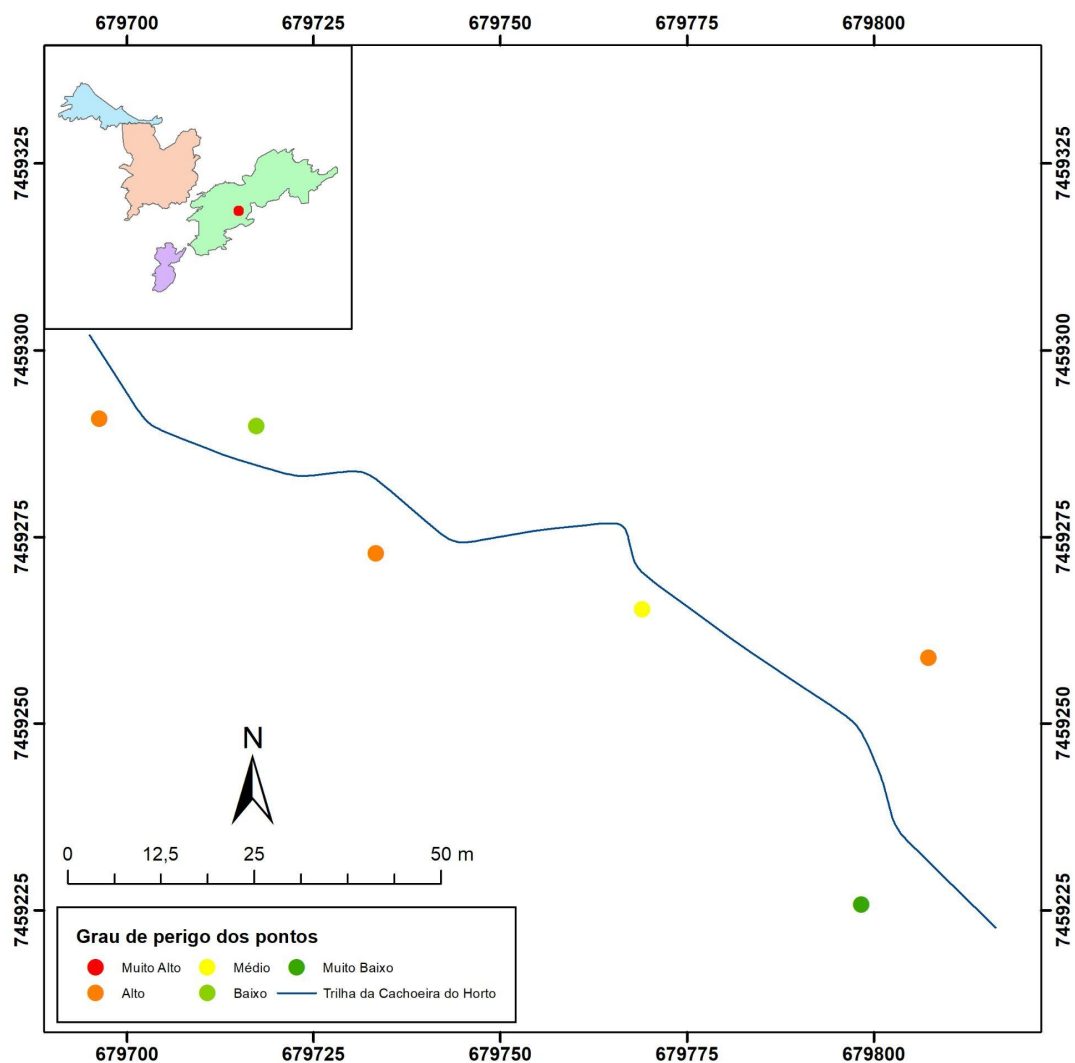 679700 679725 679750 679775 679800
7459325 7459325
7459300 7459300
7459275 7459275
7459250 7459250
7459225 7459225
N
0 12,5 25 50 m
Grau de perigo dos pontos
Muito Alto Médio Muito Baixo
Alto Baixo Trilha da Cachoeira do Horto
679700 679725 679750 679775 679800